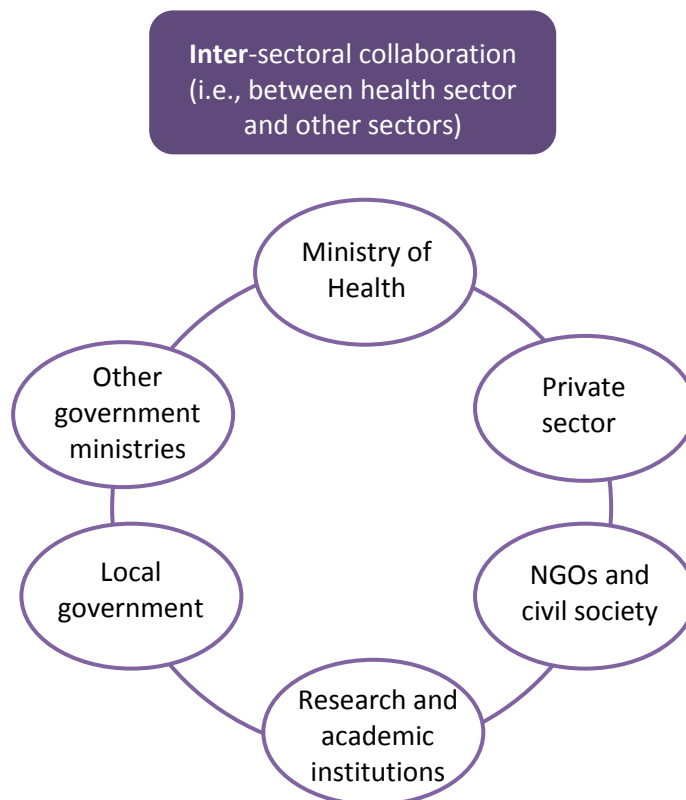 Inter-sectoral collaboration
(i.e., between health sector
and other sectors)
Ministry of
Health
Other
government
ministries
Private
sector
Local
government
NGOs and
civil society
Research and
academic
institutions